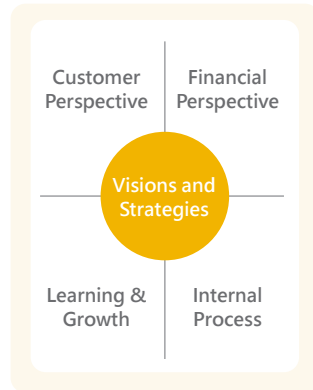 Customer
Perspective
Financial
Perspective
Visions and
Strategies
Learning &
Growth
Internal
Process